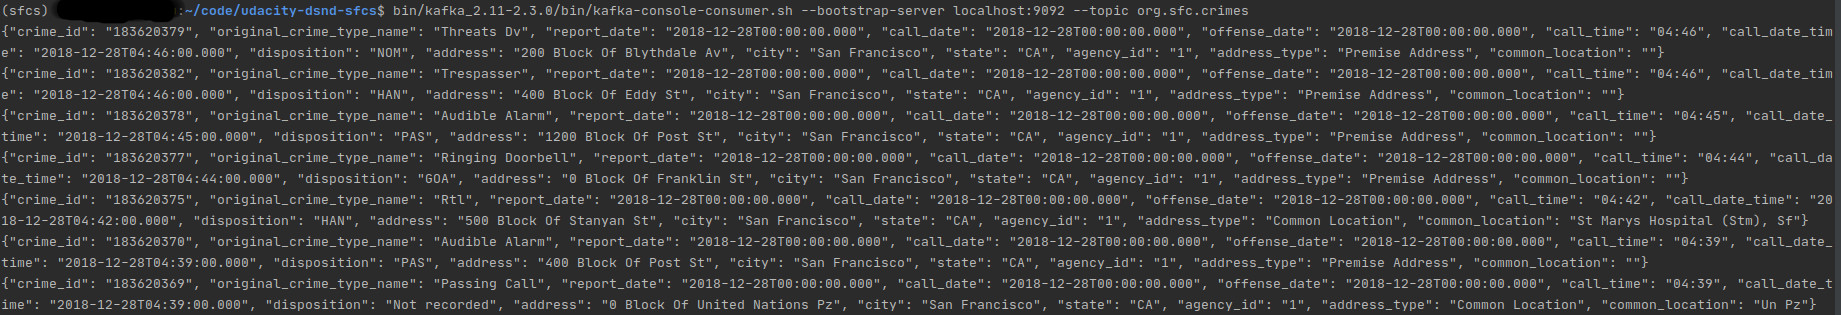 (sfcs) :~/code/udacity-dsnd-sfcs$ bin/kafka_2.11-2.3.0/bin/kafka-console-consumer.sh --bootstrap-server localhost:9092 --topic org.sfc.crimes
{"crime_id": "183620379", "original_crime_type_name": "Threats Dv", "report_date": "2018-12-28T00:00:00.000", "call_date": "2018-12-28T00:00:00.000", "offense_date": "2018-12-28T00:00:00.000", "call_time": "04:46", "call_date_tim
e": "2018-12-28T04:46:00.000", "disposition": "NOM", "address": "200 Block Of Blythdale Av", "city": "San Francisco", "state": "CA", "agency_id": "1", "address_type": "Premise Address", "common_location": ""}
{"crime_id": "183620382", "original_crime_type_name": "Trespasser", "report_date": "2018-12-28T00:00:00.000", "call_date": "2018-12-28T00:00:00.000", "offense_date": "2018-12-28T00:00:00.000", "call_time": "04:46", "call_date_tim
e": "2018-12-28T04:46:00.000", "disposition": "HAN", "address": "400 Block Of Eddy St", "city": "San Francisco", "state": "CA", "agency_id": "1", "address_type": "Premise Address", "common_location": ""}
{"crime_id": "183620378", "original_crime_type_name": "Audible Alarm", "report_date": "2018-12-28T00:00:00.000", "call_date": "2018-12-28T00:00:00.000", "offense_date": "2018-12-28T00:00:00.000", "call_time": "04:45", "call_date_
time": "2018-12-28T04:45:00.000", "disposition": "PAS", "address": "1200 Block Of Post St", "city": "San Francisco", "state": "CA", "agency_id": "1", "address_type": "Premise Address", "common_location": ""}
{"crime_id": "183620377", "original_crime_type_name": "Ringing Doorbell", "report_date": "2018-12-28T00:00:00.000", "call_date": "2018-12-28T00:00:00.000", "offense_date": "2018-12-28T00:00:00.000", "call_time": "04:44", "call_da
te_time": "2018-12-28T04:44:00.000", "disposition": "GOA", "address": "0 Block Of Franklin St", "city": "San Francisco", "state": "CA", "agency_id": "1", "address_type": "Premise Address", "common_location": ""}
{"crime_id": "183620375", "original_crime_type_name": "Rtl", "report_date": "2018-12-28T00:00:00.000", "call_date": "2018-12-28T00:00:00.000", "offense_date": "2018-12-28T00:00:00.000", "call_time": "04:42", "call_date_time": "20
18-12-28T04:42:00.000", "disposition": "HAN", "address": "500 Block Of Stanyan St", "city": "San Francisco", "state": "CA", "agency_id": "1", "address_type": "Common Location", "common_location": "St Marys Hospital (Stm), Sf"}
{"crime_id": "183620370", "original_crime_type_name": "Audible Alarm", "report_date": "2018-12-28T00:00:00.000", "call_date": "2018-12-28T00:00:00.000", "offense_date": "2018-12-28T00:00:00.000", "call_time": "04:39", "call_date_
time": "2018-12-28T04:39:00.000", "disposition": "PAS", "address": "400 Block Of Post St", "city": "San Francisco", "state": "CA", "agency_id": "1", "address_type": "Premise Address", "common_location": ""}
{"crime_id": "183620369", "original_crime_type_name": "Passing Call", "report_date": "2018-12-28T00:00:00.000", "call_date": "2018-12-28T00:00:00.000", "offense_date": "2018-12-28T00:00:00.000", "call_time": "04:39", "call_date_t
ime": "2018-12-28T04:39:00.000", "disposition": "Not recorded", "address": "0 Block Of United Nations Pz", "city": "San Francisco", "state": "CA", "agency_id": "1", "address_type": "Common Location", "common_location": "Un Pz"}